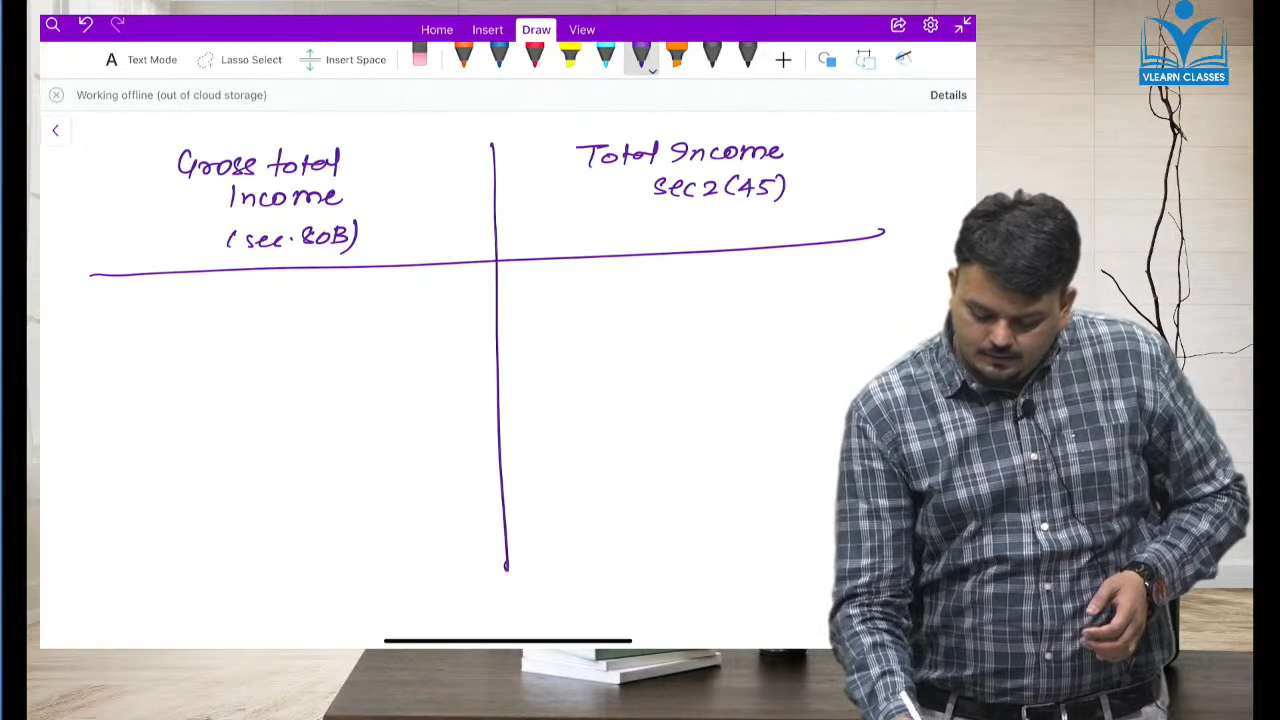 Home Insert Draw View
VLEARN CLASSES
A Text Mode Lasso Select Insert Space
Working offline (out of cloud storage) Details
Gross total
Income
(sec. 80B)
Total Income
Sec 2(45)